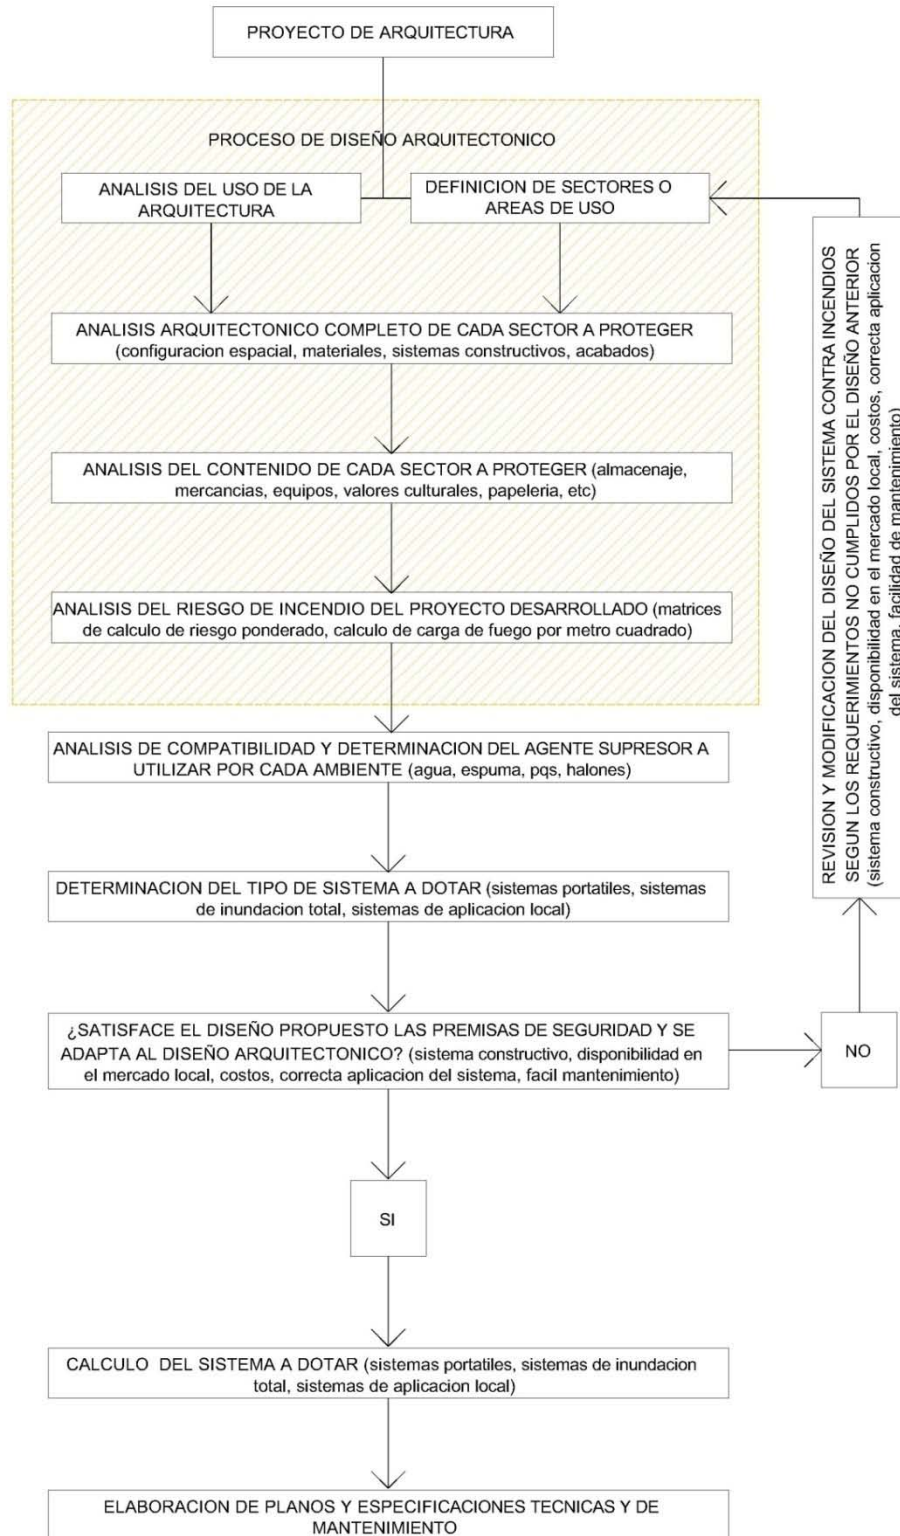 PROYECTO DE ARQUITECTURA
PROCESO DE DISEÑO ARQUITECTONICO
ANALISIS DEL USO DE LA
ARQUITECTURA
DEFINICION DE SECTORES O
AREAS DE USO
ANALISIS ARQUITECTONICO COMPLETO DE CADA SECTOR A PROTEGER
(configuracion espacial, materiales, sistemas constructivos, acabados)
ANALISIS DEL CONTENIDO DE CADA SECTOR A PROTEGER (almacenaje,
mercancias, equipos, valores culturales, papeleria, etc)
ANALISIS DEL RIESGO DE INCENDIO DEL PROYECTO DESARROLLADO (matrices
de calculo de riesgo ponderado, calculo de carga de fuego por metro cuadrado)
ANALISIS DE COMPATIBILIDAD Y DETERMINACION DEL AGENTE SUPRESOR A
UTILIZAR POR CADA AMBIENTE (agua, espuma, pqs, halones)
DETERMINACION DEL TIPO DE SISTEMA A DOTAR (sistemas portatiles, sistemas
de inundacion total, sistemas de aplicacion local)
¿SATISFACE EL DISEÑO PROPUESTO LAS PREMISAS DE SEGURIDAD Y SE
ADAPTA AL DISEÑO ARQUITECTONICO? (sistema constructivo, disponibilidad en
el mercado local, costos, correcta aplicacion del sistema, facil mantenimiento)
NO
REVISION Y MODIFICACION DEL DISEÑO DEL SISTEMA CONTRA INCENDIOS
SEGUN LOS REQUERIMIENTOS NO CUMPLIDOS POR EL DISEÑO ANTERIOR
(sistema constructivo, disponibilidad en el mercado local, costos, correcta aplicacion
del sistema, facilidad de mantenimiento)
SI
CALCULO DEL SISTEMA A DOTAR (sistemas portatiles, sistemas de inundacion
total, sistemas de aplicacion local)
ELABORACION DE PLANOS Y ESPECIFICACIONES TECNICAS Y DE
MANTENIMIENTO